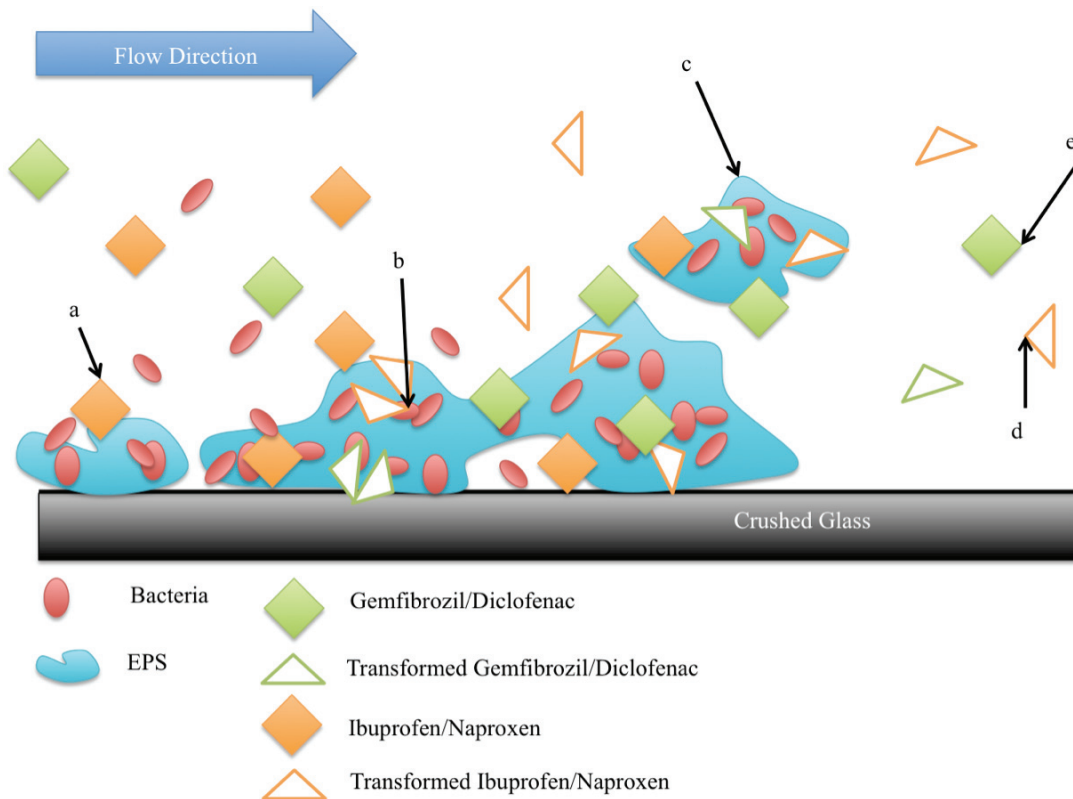 Flow Direction
c
e
b
a
d
Crushed Glass
Bacteria
Gemfibrozil/Diclofenac
EPS
Transformed Gemfibrozil/Diclofenac
Ibuprofen/Naproxen
Transformed Ibuprofen/Naproxen